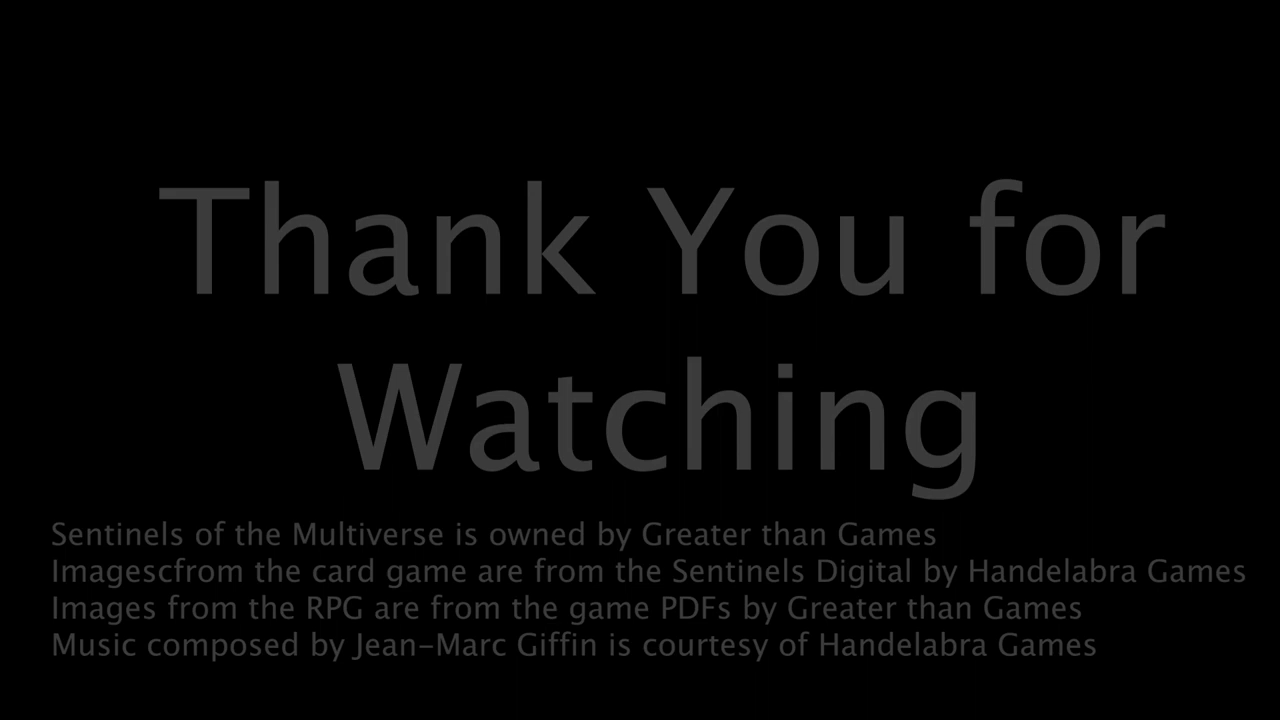 Thank You for
Watching
Sentinels of the Multiverse is owned by Greater than Games
Imagescfrom the card game are from the Sentinels Digital by Handelabra Games
Images from the RPG are from the game PDFs by Greater than Games
Music composed by Jean-Marc Giffin is courtesy of Handelabra Games